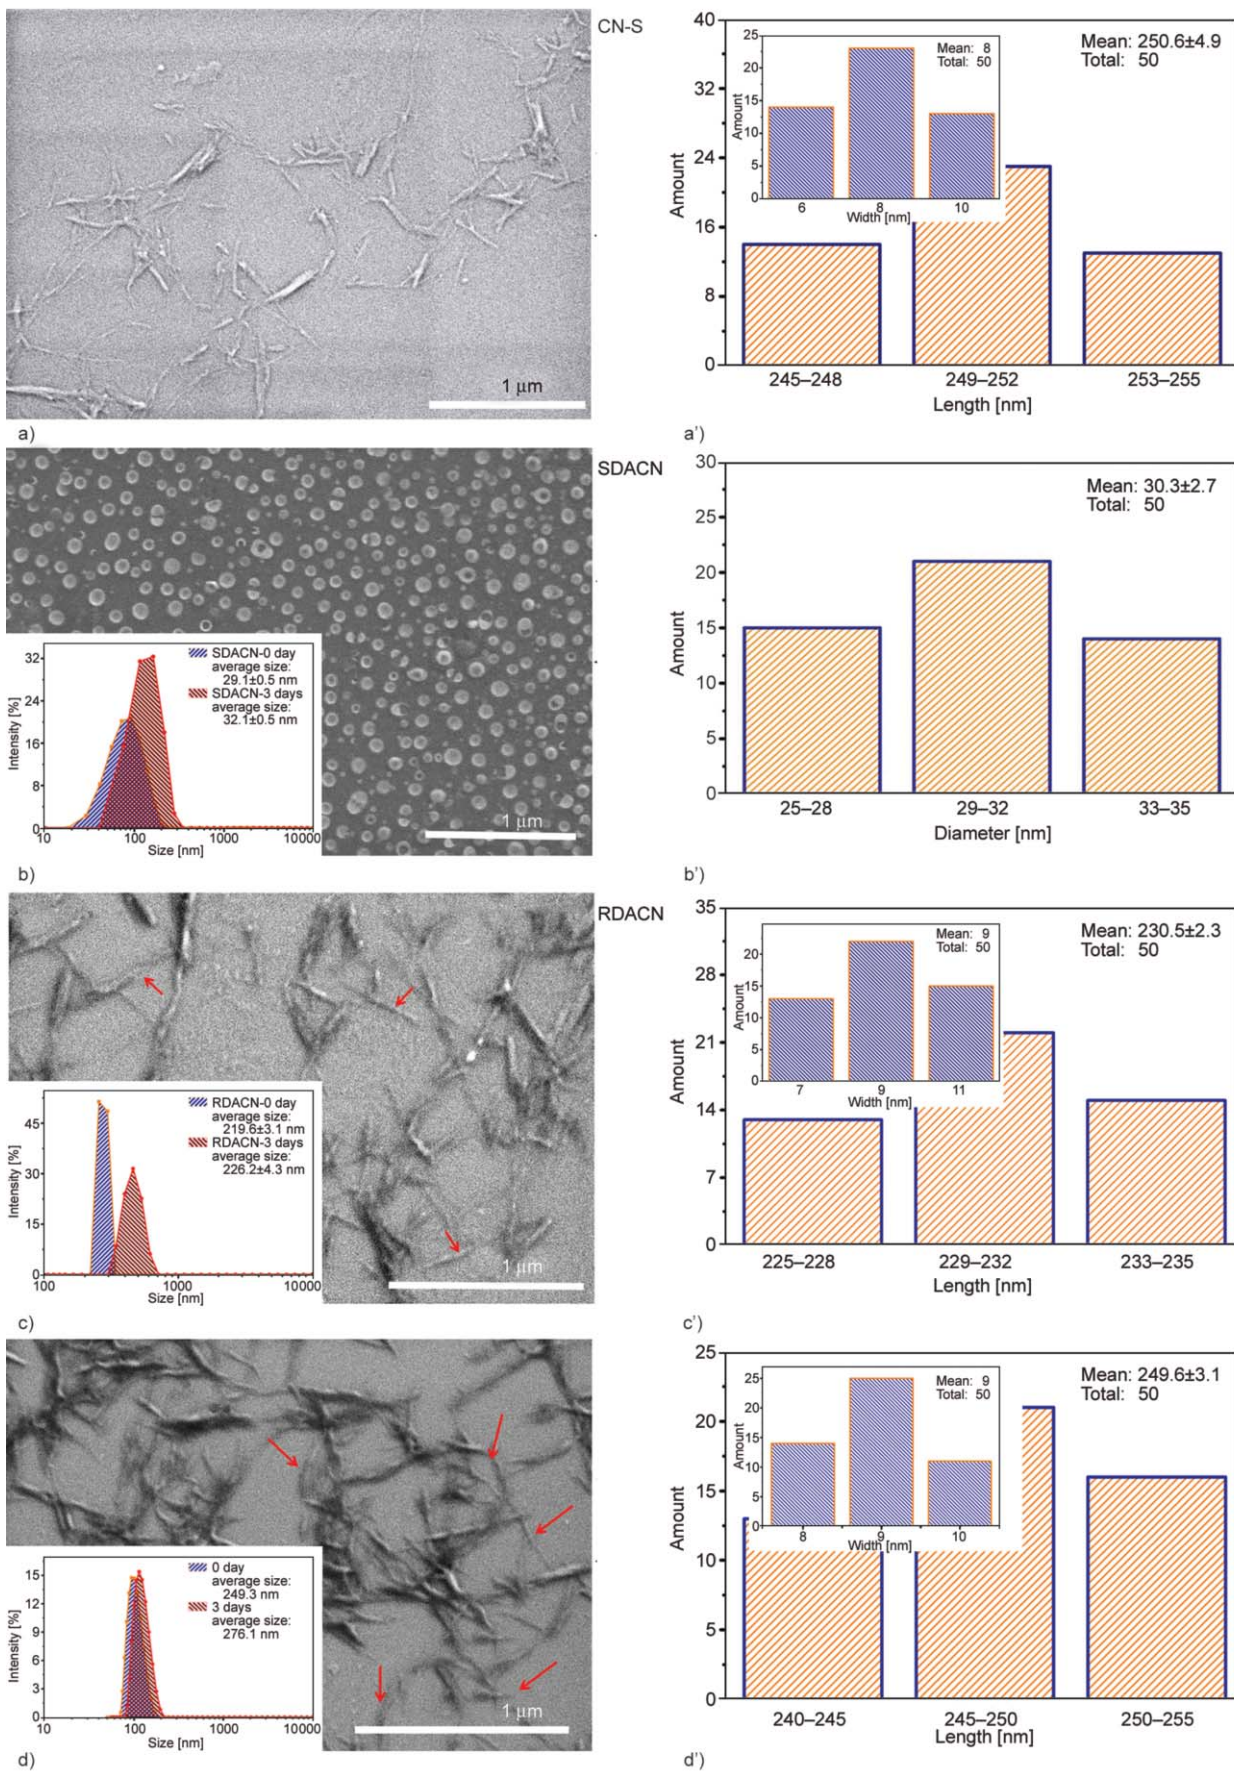 CN-S
1 μm
a)
40
32
24
16
8
0
Amount
Mean: 250.6±4.9
Total: 50
25
20
15
10
5
0
Amount
Mean: 8
Total: 50
6 8 10
Width [nm]
245–248 249–252 253–255
Length [nm]
a')
SDACN
1 μm
32
24
16
8
0
Intensity [%]
SDACN-0 day
average size:
29.1±0.5 nm
SDACN-3 days
average size:
32.1±0.5 nm
10 100 1000 10000
Size [nm]
b)
30
25
20
15
10
5
0
Amount
Mean: 30.3±2.7
Total: 50
25–28 29–32 33–35
Diameter [nm]
b')
RDACN
1 μm
45
30
15
0
Intensity [%]
RDACN-0 day
average size:
219.6±3.1 nm
RDACN-3 days
average size:
226.2±4.3 nm
100 1000 10000
Size [nm]
c)
35
28
21
14
7
0
Amount
Mean: 230.5±2.3
Total: 50
20
15
10
5
0
Amount
Mean: 9
Total: 50
7 9 11
Width [nm]
225–228 229–232 233–235
Length [nm]
c')
1 μm
15
12
9
6
3
0
Intensity [%]
0 day
average size:
249.3 nm
3 days
average size:
276.1 nm
10 100 1000 10000
Size [nm]
d)
25
20
15
10
5
0
Amount
Mean: 249.6±3.1
Total: 50
25
20
15
10
5
0
Amount
Mean: 9
Total: 50
8 9 10
Width [nm]
240–245 245–250 250–255
Length [nm]
d')